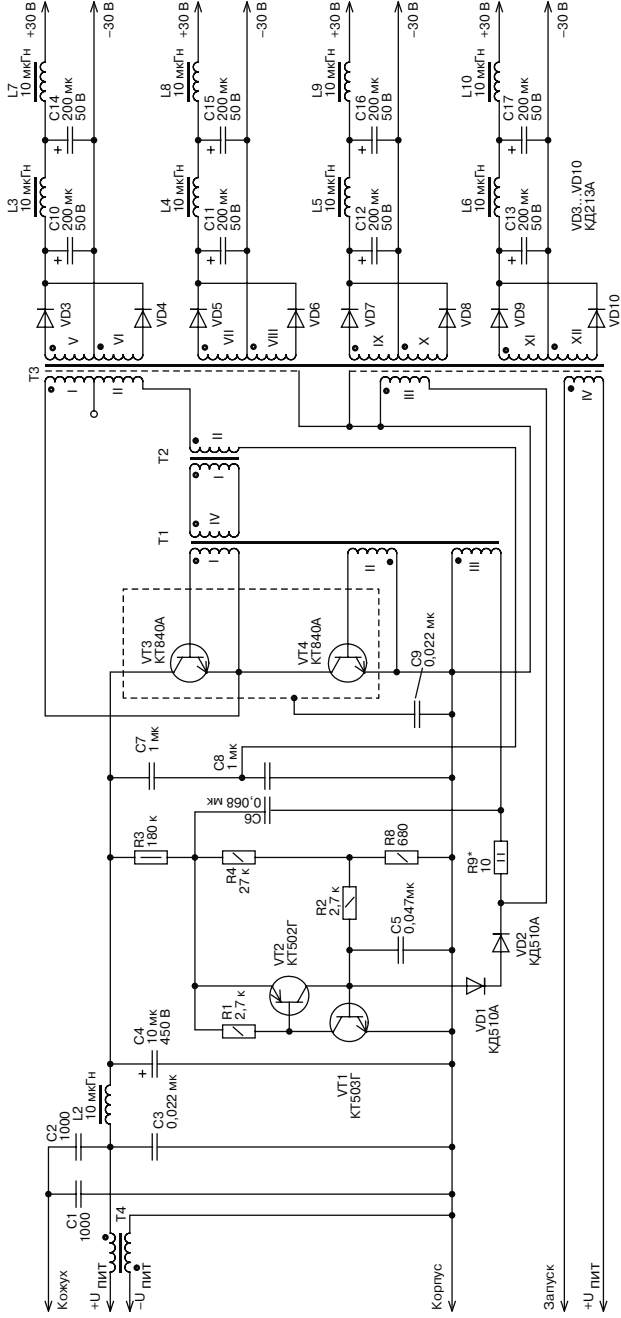 Кожух
+U ПИТ
–U ПИТ
Корпус
Запуск
+U ПИТ
C1
1000
C2
1000
T4
L2
10 мкГн
C3
0,022 мк
C4
10 мк
450 В
+
R1
2,7 к
VT2
КТ502Г
VT1
КТ503Г
VD1
КД510А
R2
2,7 к
C5
0,047мк
VD2
КД510А
R3
180 к
R4
27 к
R8
680
R9*
10
C6
0,068 мк
C7
1 мк
C8
1 мк
C9
0,022 мк
VT3
КТ840А
VT4
КТ840А
T1
I
II
III
IV
T2
I
II
T3
I
II
III
IV
V
VI
VII
VIII
IX
X
XI
XII
VD3
VD4
VD5
VD6
VD7
VD8
VD9
VD10
L3
10 мкГн
C10
200 мк
50 В
+
L7
10 мкГн
C14
200 мк
50 В
+
+30 В
–30 В
L4
10 мкГн
C11
200 мк
50 В
+
L8
10 мкГн
C15
200 мк
50 В
+
+30 В
–30 В
L5
10 мкГн
C12
200 мк
50 В
+
L9
10 мкГн
C16
200 мк
50 В
+
+30 В
–30 В
L6
10 мкГн
C13
200 мк
50 В
+
L10
10 мкГн
C17
200 мк
50 В
+
+30 В
–30 В
VD3...VD10
КД213А